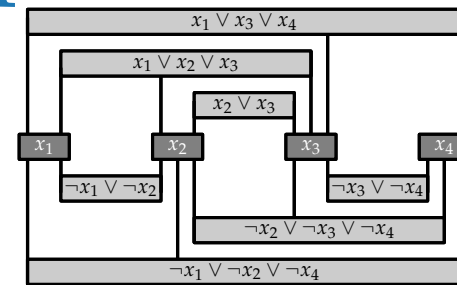 x₁ ∨ x₃ ∨ x₄
x₁ ∨ x₂ ∨ x₃
x₂ ∨ x₃
x₁ x₂ x₃ x₄
¬x₁ ∨ ¬x₂ ¬x₃ ∨ ¬x₄
¬x₂ ∨ ¬x₃ ∨ ¬x₄
¬x₁ ∨ ¬x₂ ∨ ¬x₄